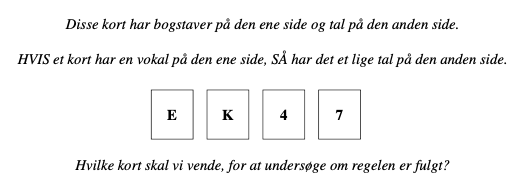 Disse kort har bogstaver på den ene side og tal på den anden side.
HVIS et kort har en vokal på den ene side, SÅ har det et lige tal på den anden side.
E K 4 7
Hvilke kort skal vi vende, for at undersøge om regelen er fulgt?